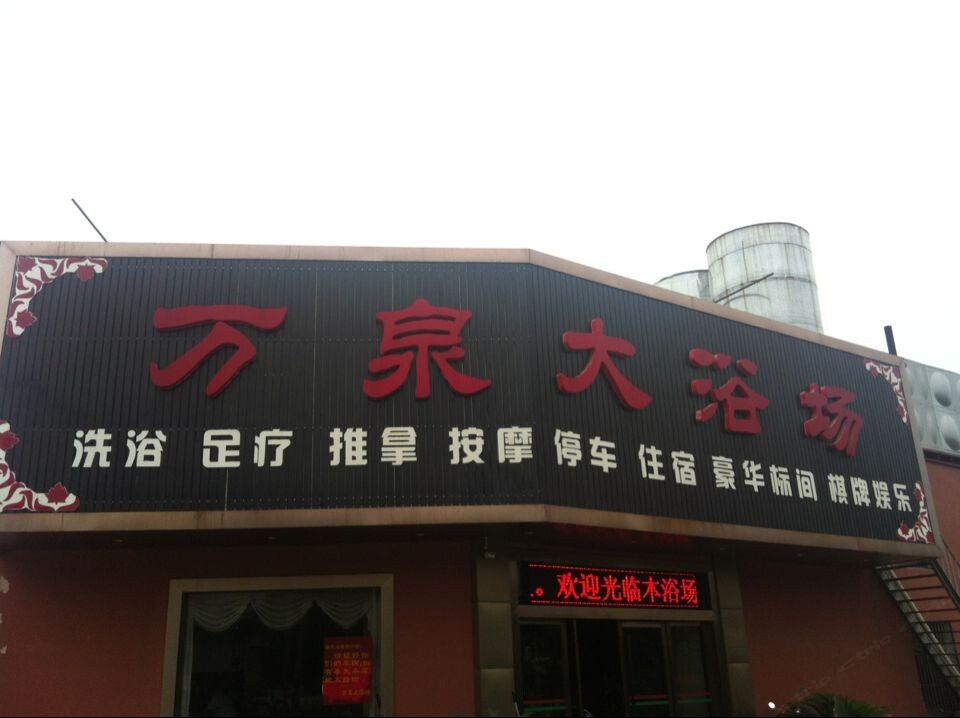 万泉大浴场
洗浴 足疗 推拿 按摩 停车 住宿 豪华标间 棋牌娱乐
。欢迎光临木浴场